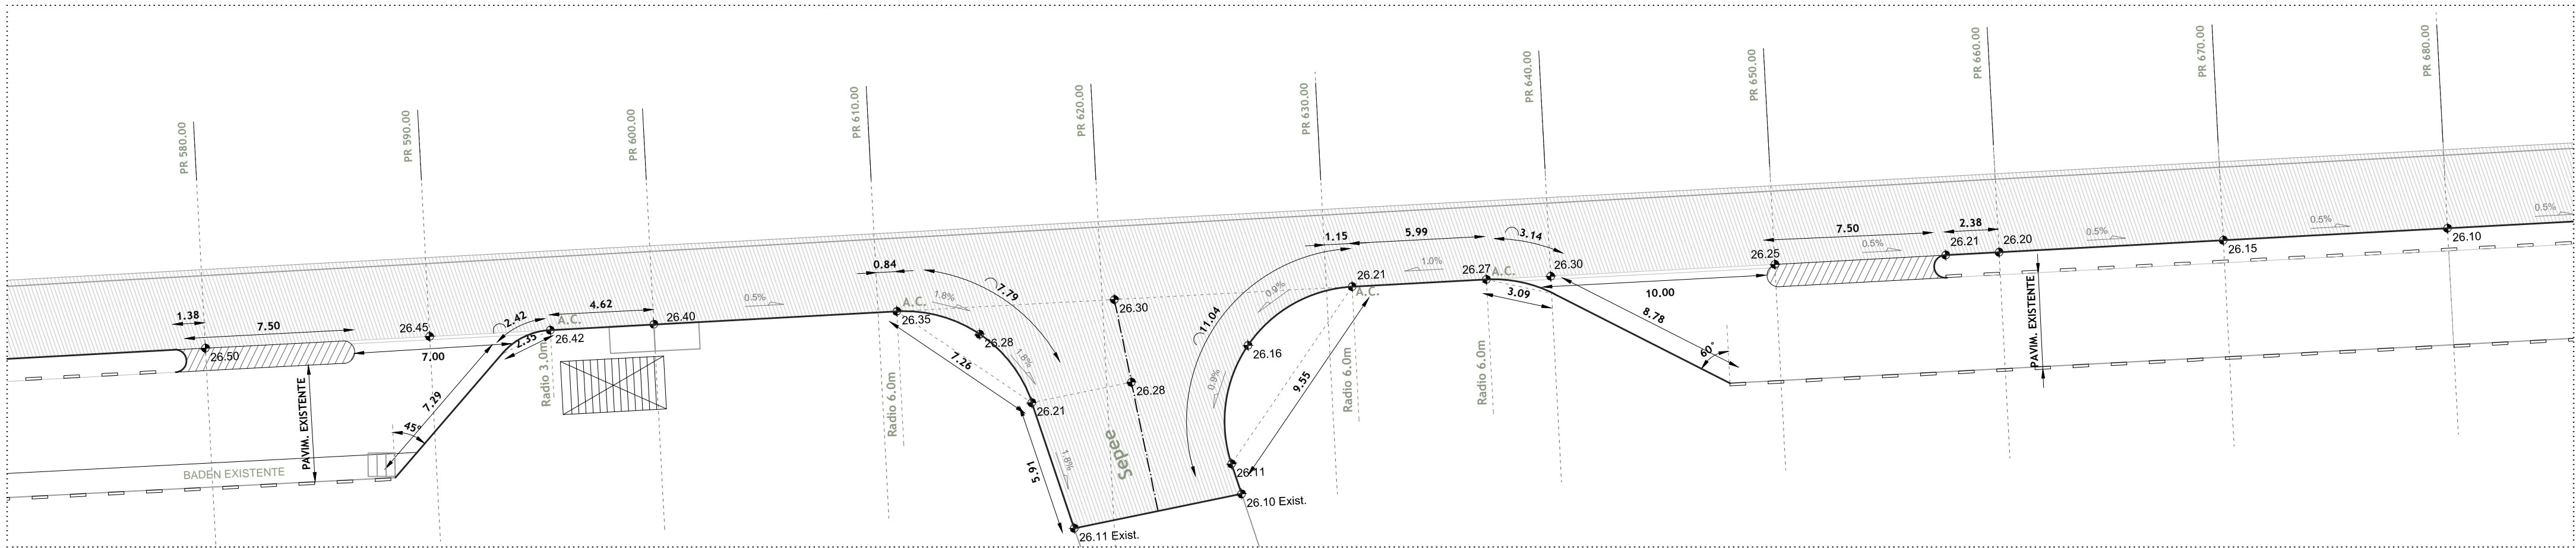 PR 580.00
PR 590.00
PR 600.00
PR 610.00
PR 620.00
PR 630.00
PR 640.00
PR 650.00
PR 660.00
PR 670.00
PR 680.00
1.38
7.50
26.50
26.45
7.00
2.42
2.35
A.C.
26.42
4.62
26.40
0.5%
Radio 3.0m
7.29
45°
PAVIM. EXISTENTE
BADEN EXISTENTE
0.84
A.C.
26.35
1.8%
7.79
26.28
1.8%
7.26
26.21
Radio 6.0m
5.91
1.8%
26.11 Exist.
26.30
26.28
Sepee
11.04
0.9%
0.9%
26.16
9.55
26.11
26.10 Exist.
1.15
5.99
26.21
A.C.
1.0%
Radio 6.0m
26.27
A.C.
3.14
26.30
3.09
Radio 6.0m
10.00
8.78
60°
26.25
7.50
0.5%
2.38
26.21
26.20
PAVIM. EXISTENTE
0.5%
26.15
0.5%
26.10
0.5%